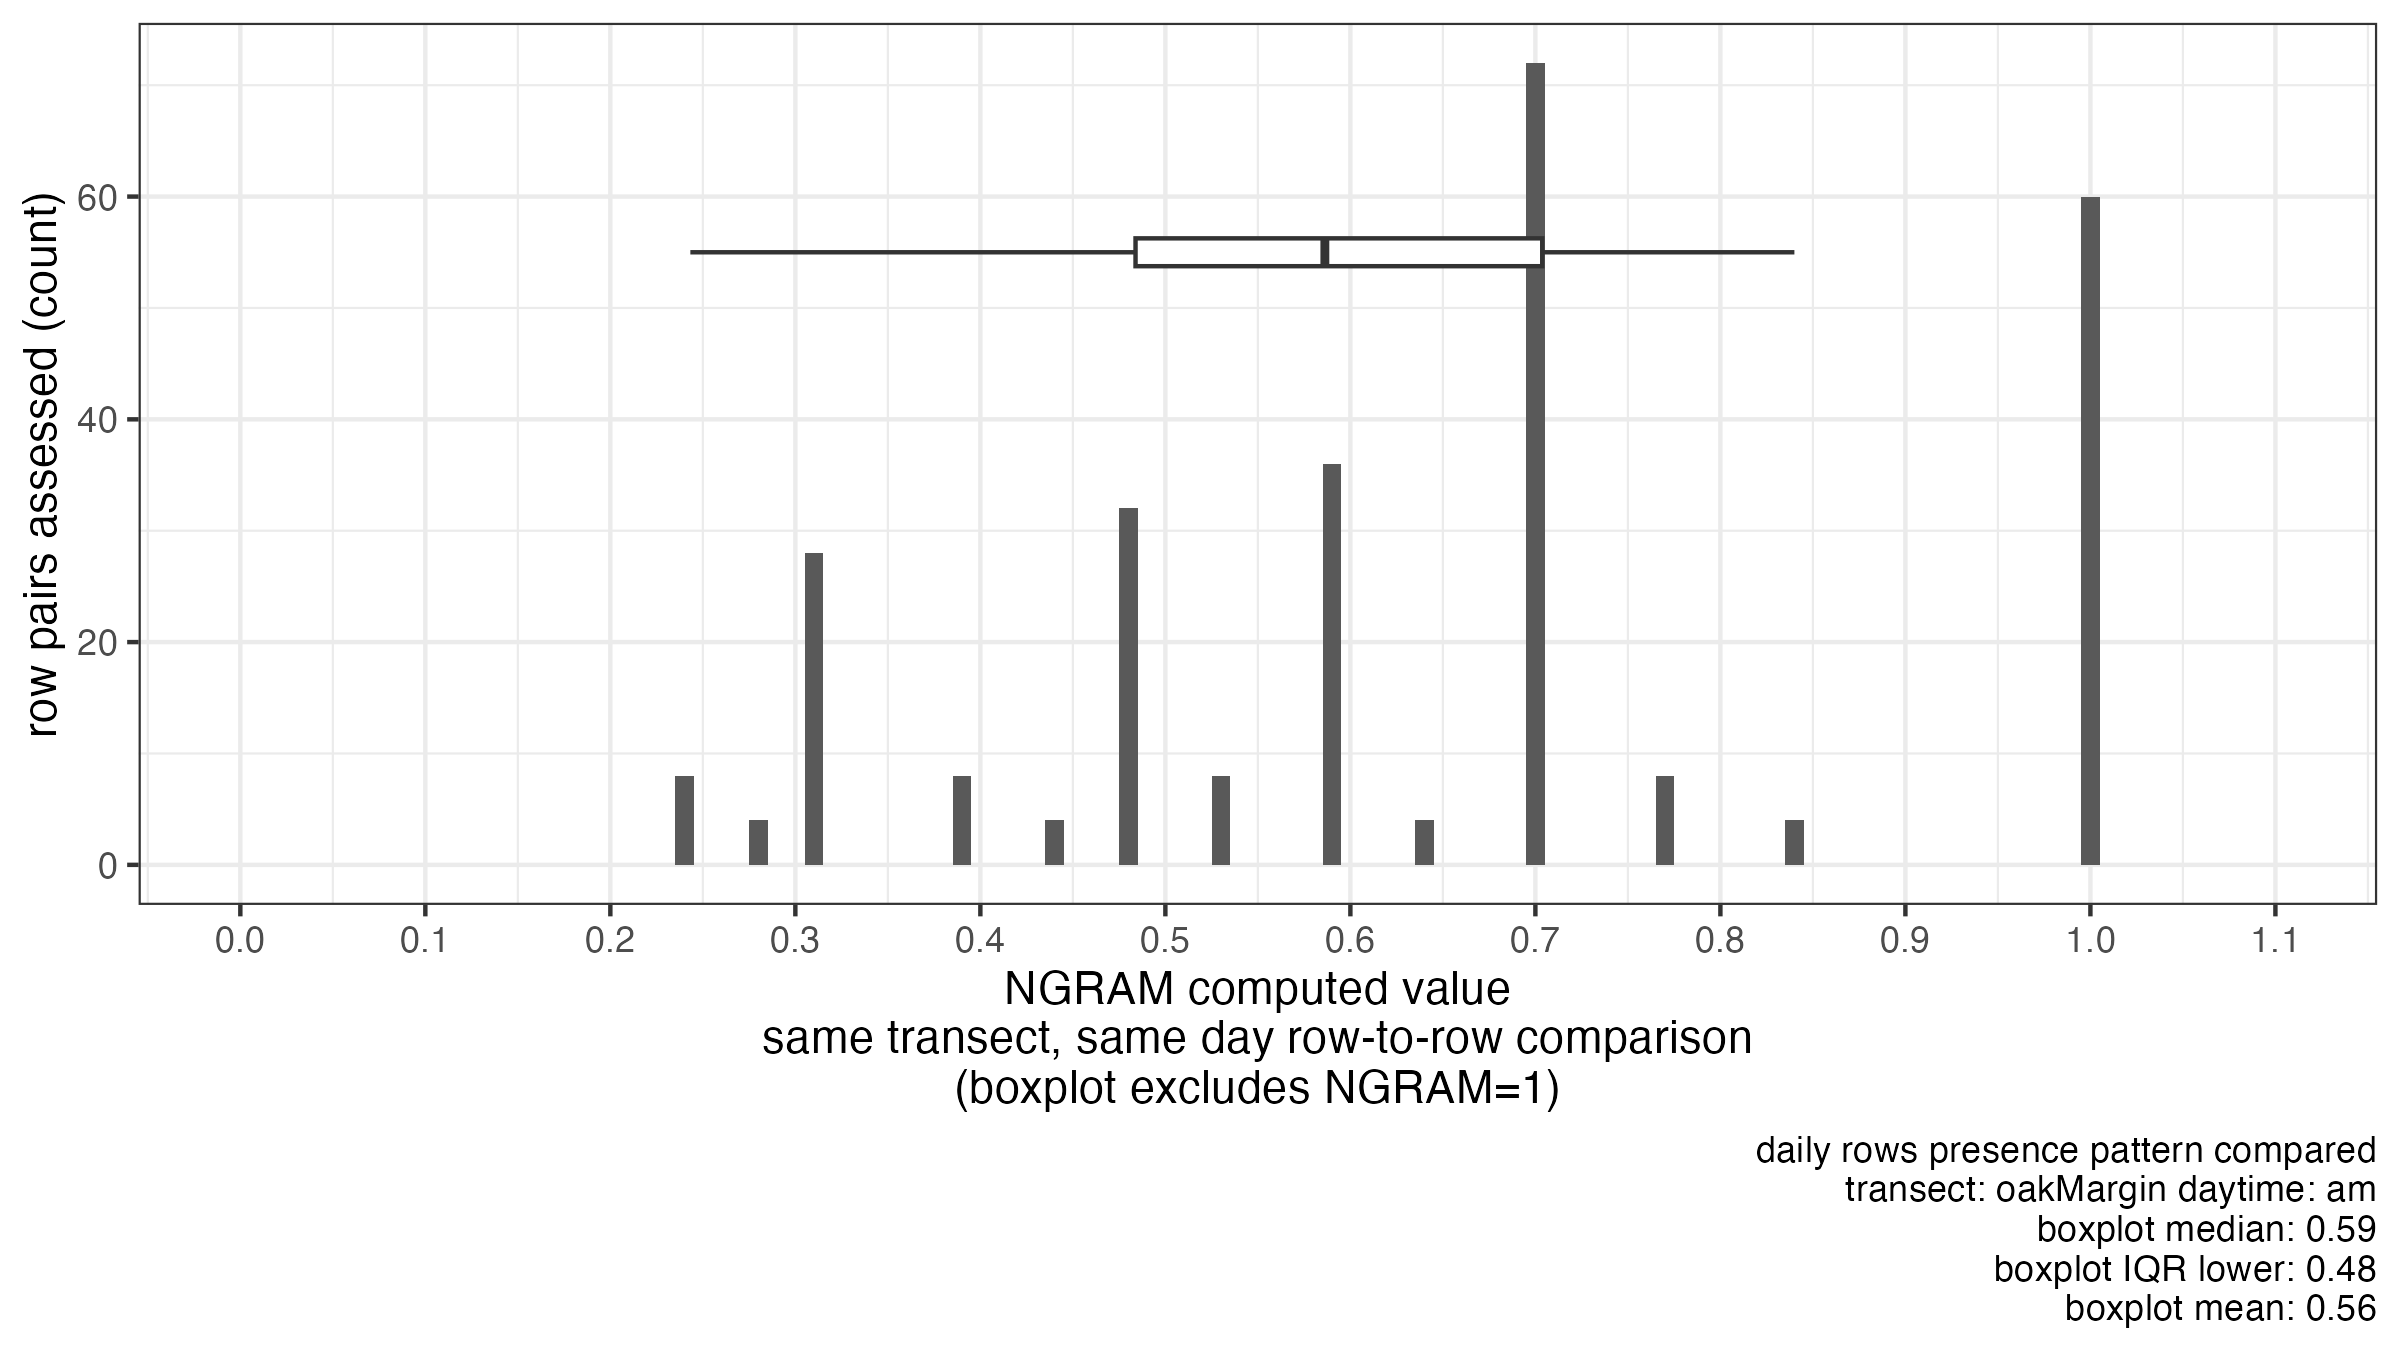 row pairs assessed (count)
60
40
20
0
0.0 0.1 0.2 0.3 0.4 0.5 0.6 0.7 0.8 0.9 1.0 1.1
NGRAM computed value
same transect, same day row-to-row comparison
(boxplot excludes NGRAM=1)
daily rows presence pattern compared
transect: oakMargin daytime: am
boxplot median: 0.59
boxplot IQR lower: 0.48
boxplot mean: 0.56